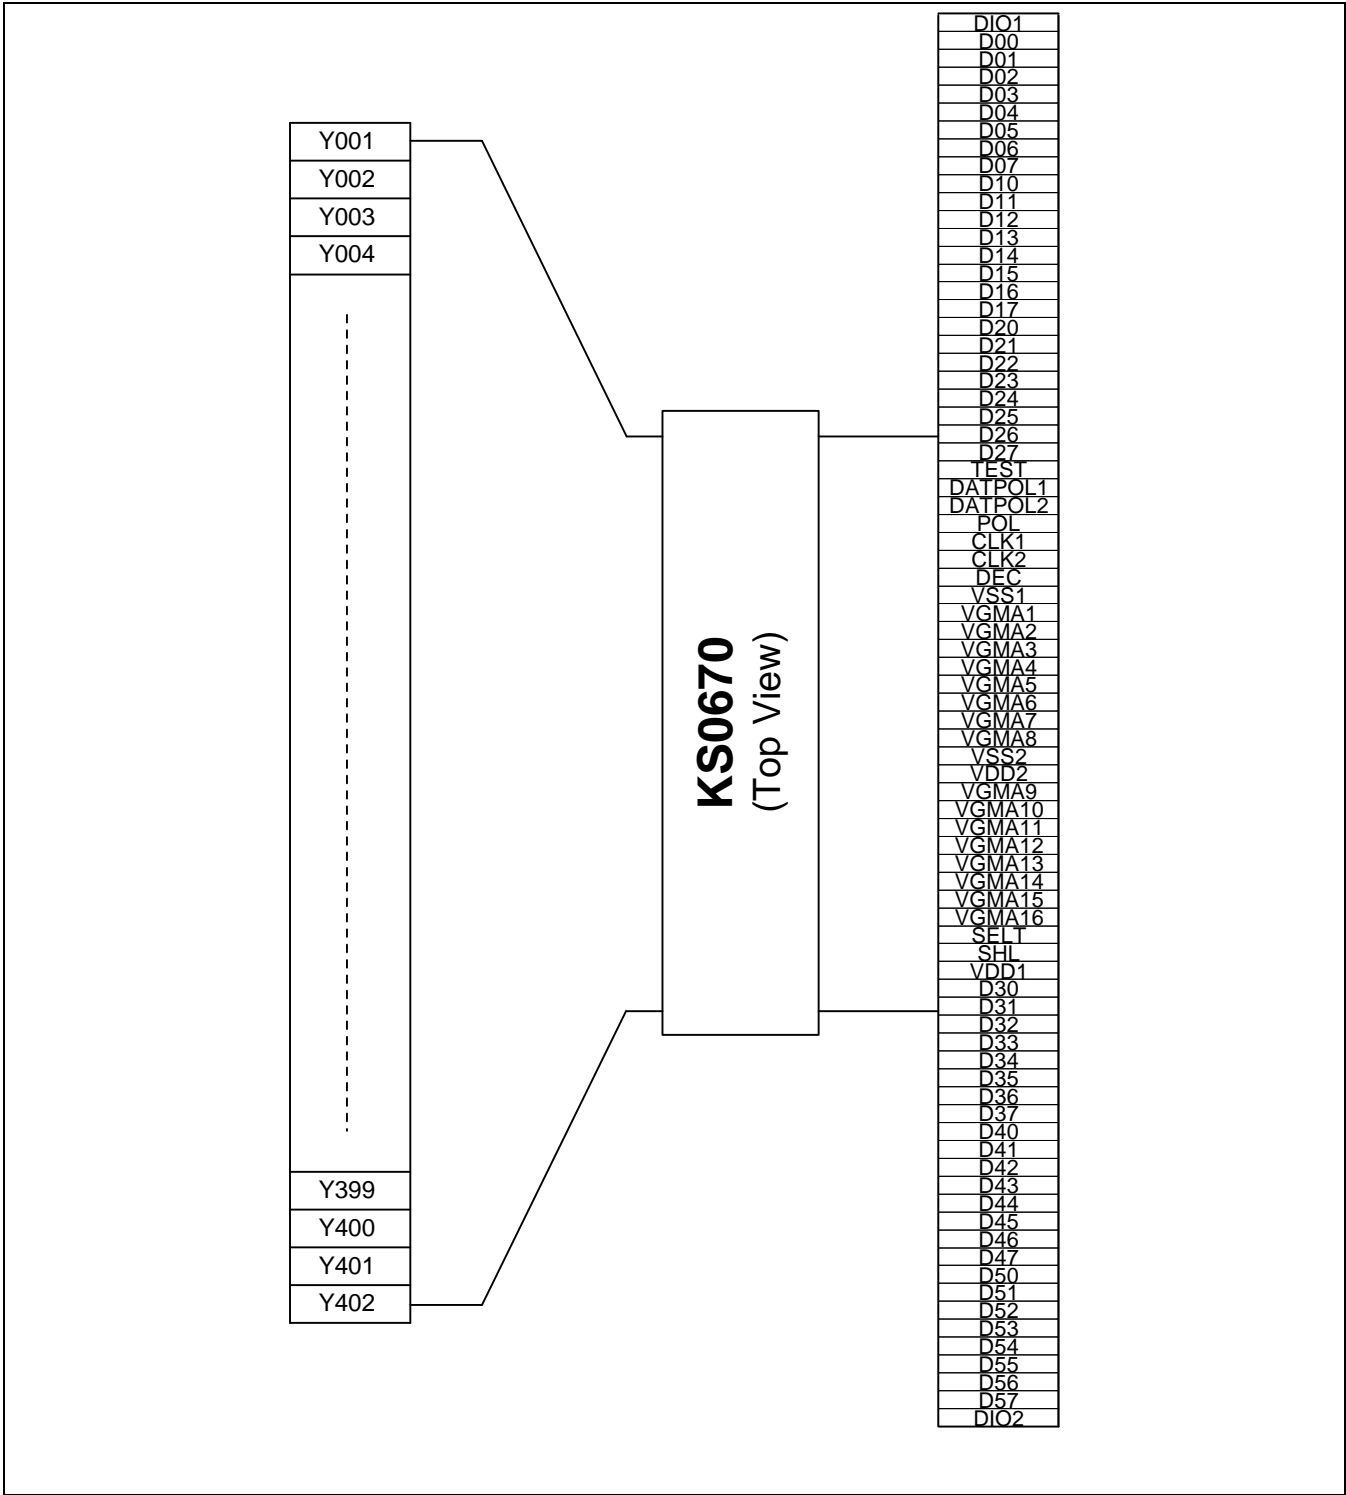 Y001
Y002
Y003
Y004
Y399
Y400
Y401
Y402
KS0670
(Top View)
DIO1
D00
D01
D02
D03
D04
D05
D06
D07
D10
D11
D12
D13
D14
D15
D16
D17
D20
D21
D22
D23
D24
D25
D26
D27
TEST
DATPOL1
DATPOL2
POL
CLK1
CLK2
DEC
VSS1
VGMA1
VGMA2
VGMA3
VGMA4
VGMA5
VGMA6
VGMA7
VGMA8
VSS2
VDD2
VGMA9
VGMA10
VGMA11
VGMA12
VGMA13
VGMA14
VGMA15
VGMA16
SELT
SHL
VDD1
D30
D31
D32
D33
D34
D35
D36
D37
D40
D41
D42
D43
D44
D45
D46
D47
D50
D51
D52
D53
D54
D55
D56
D57
DIO2